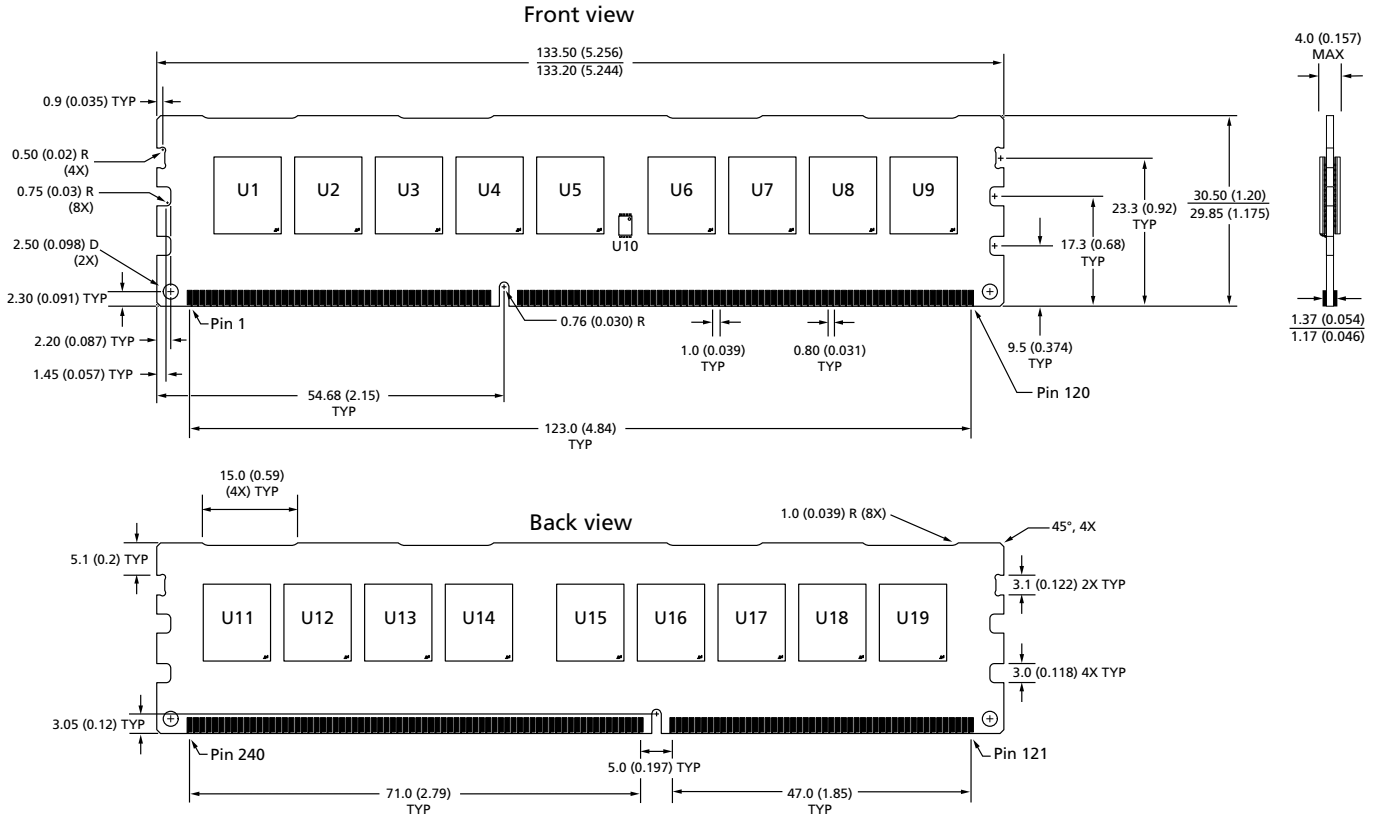 Front view
133.50 (5.256)
133.20 (5.244)
4.0 (0.157)
MAX
0.9 (0.035) TYP
0.50 (0.02) R
(4X)
0.75 (0.03) R
(8X)
2.50 (0.098) D
(2X)
2.30 (0.091) TYP
2.20 (0.087) TYP
1.45 (0.057) TYP
U1
U2
U3
U4
U5
U6
U7
U8
U9
U10
23.3 (0.92)
TYP
30.50 (1.20)
29.85 (1.175)
17.3 (0.68)
TYP
Pin 1
0.76 (0.030) R
1.0 (0.039)
TYP
0.80 (0.031)
TYP
9.5 (0.374)
TYP
1.37 (0.054)
1.17 (0.046)
54.68 (2.15)
TYP
Pin 120
123.0 (4.84)
TYP
15.0 (0.59)
(4X) TYP
Back view
1.0 (0.039) R (8X)
45°, 4X
5.1 (0.2) TYP
3.1 (0.122) 2X TYP
U11
U12
U13
U14
U15
U16
U17
U18
U19
3.0 (0.118) 4X TYP
3.05 (0.12) TYP
Pin 240
5.0 (0.197) TYP
Pin 121
71.0 (2.79)
TYP
47.0 (1.85)
TYP